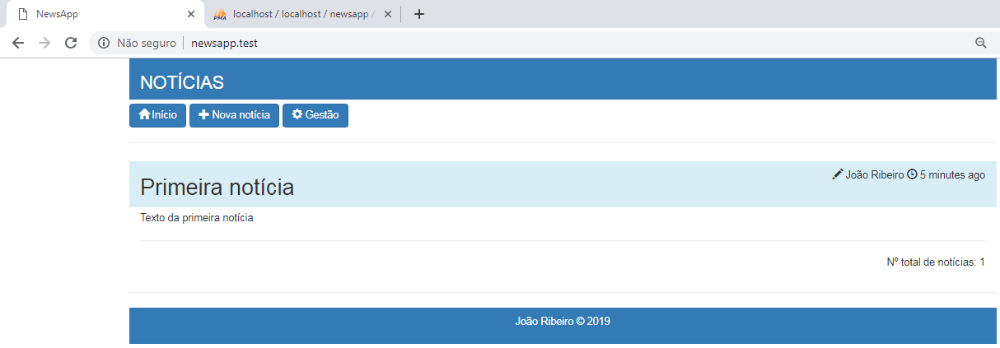 NewsApp
PMA localhost / localhost / newsapp /
Não seguro newsapp.test
NOTÍCIAS
Início Nova notícia Gestão
Primeira notícia
João Ribeiro 5 minutes ago
Texto da primeira notícia
Nº total de notícias: 1
João Ribeiro © 2019